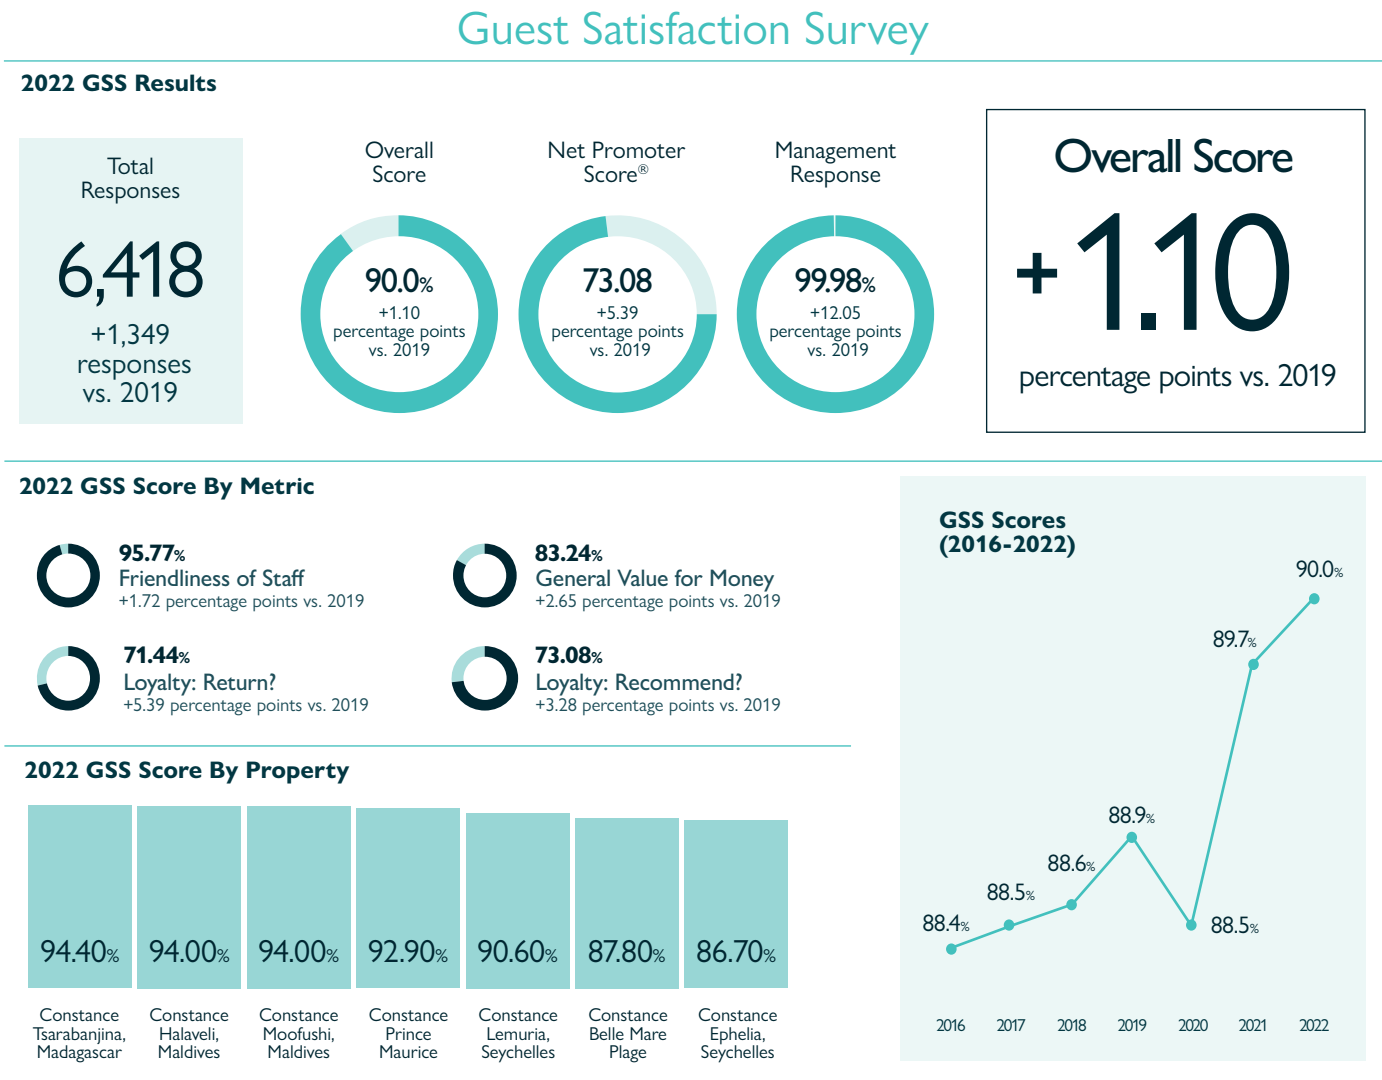 Guest Satisfaction Survey
2022 GSS Results
Total
Responses
6,418
+1,349
responses
vs. 2019
Overall
Score
90.0%
+1.10
percentage points
vs. 2019
Net Promoter
Score®
73.08
+5.39
percentage points
vs. 2019
Management
Response
99.98%
+12.05
percentage points
vs. 2019
Overall Score
+1.10
percentage points vs. 2019
2022 GSS Score By Metric
95.77%
Friendliness of Staff
+1.72 percentage points vs. 2019
83.24%
General Value for Money
+2.65 percentage points vs. 2019
71.44%
Loyalty: Return?
+5.39 percentage points vs. 2019
73.08%
Loyalty: Recommend?
+3.28 percentage points vs. 2019
2022 GSS Score By Property
94.40%
94.00%
94.00%
92.90%
90.60%
87.80%
86.70%
Constance
Tsarabanjina,
Madagascar
Constance
Halaveli,
Maldives
Constance
Moofushi,
Maldives
Constance
Prince
Maurice
Constance
Lemuria,
Seychelles
Constance
Belle Mare
Plage
Constance
Ephelia,
Seychelles
GSS Scores
(2016-2022)
88.4%
88.5%
88.6%
88.9%
88.5%
89.7%
90.0%
2016
2017
2018
2019
2020
2021
2022